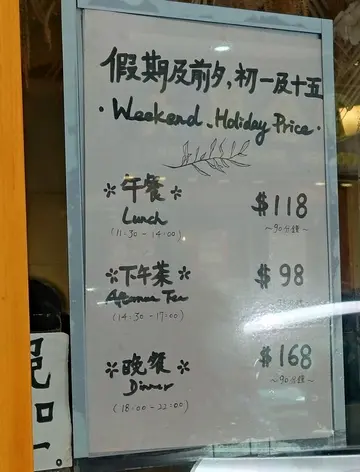 假期及前夕,初一及十五
·Weekend、Holiday Price·
*午餐*
Lunch
(11:30-14:00)
$118
~90分鐘~
*下午茶*
(14:30-17:00)
$98
*晚餐*
Dinner
(18:00-22:00)
$168
~90分鐘~